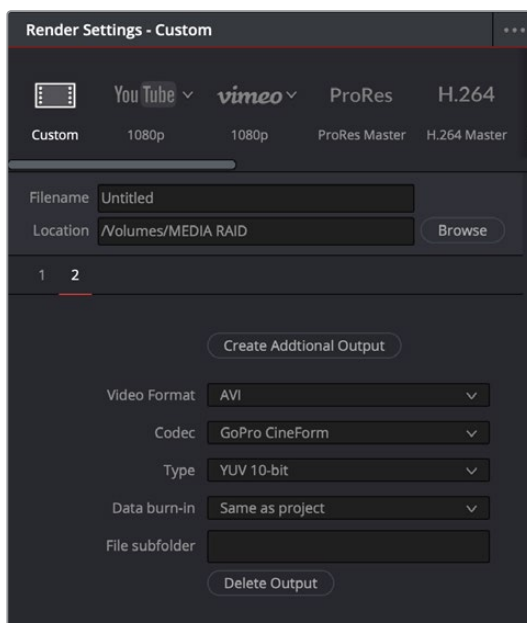 Render Settings - Custom
YouTube vimeo ProRes H.264
Custom 1080p 1080p ProRes Master H.264 Master
Filename Untitled
Location /Volumes/MEDIA RAID Browse
1 2
Create Addtional Output
Video Format AVI
Codec GoPro CineForm
Type YUV 10-bit
Data burn-in Same as project
File subfolder
Delete Output